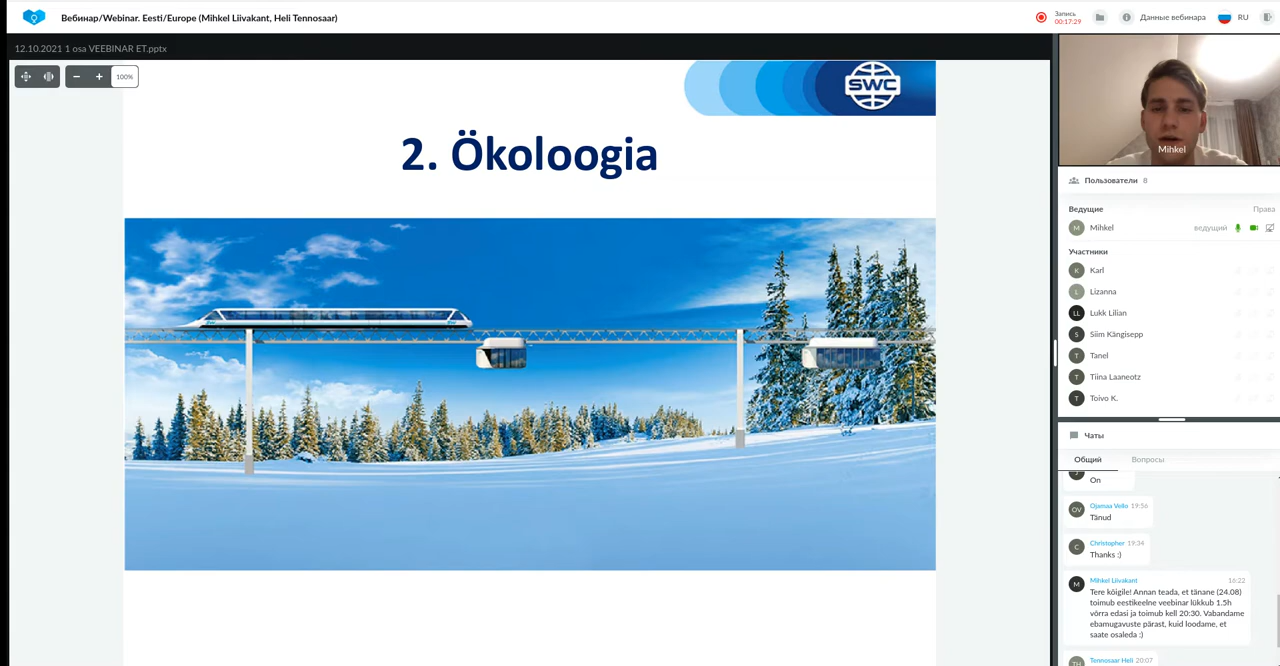 Вебинар/Webinar. Eesti/Europe (Mihkel Liivakant, Heli Tennosaar)
Запись
00:17:29
Данные вебинара
RU
12.10.2021 1 osa VEEBINAR ET.pptx
100%
SWC
2. Ökoloogia
Mihkel
Пользователи 8
Ведущие Права
M Mihkel ведущий
Участники
K Karl
L Lizanna
LL Lukk Lilian
S Siim Kängisepp
T Tanel
T Tiina Laaneotz
T Toivo K.
Чаты
Общий Вопросы
On
OV Ojamaa Vello 19:56
Tänud
C Christopher 19:34
Thanks :)
M Mihkel Liivakant 16:22
Tere kõigile! Annan teada, et tänane (24.08)
toimub eestikeelne veebinar lükkub 1.5h
võrra edasi ja toimub kell 20:30. Vabandame
ebamugavuste pärast, kuid loodame, et
saate osaleda :)
TH Tennosaar Heli 20:07